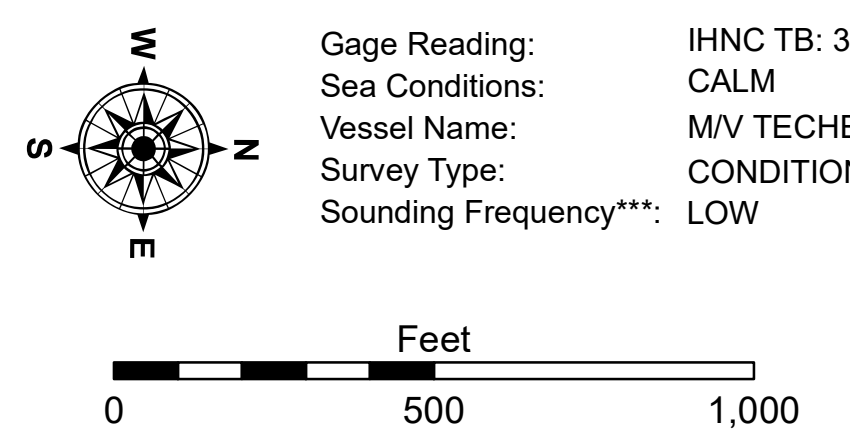 W
S
N
E
Gage Reading: IHNC TB: 3
Sea Conditions: CALM
Vessel Name: M/V TECHE
Survey Type: CONDITION
Sounding Frequency***: LOW
Feet
0 500 1,000